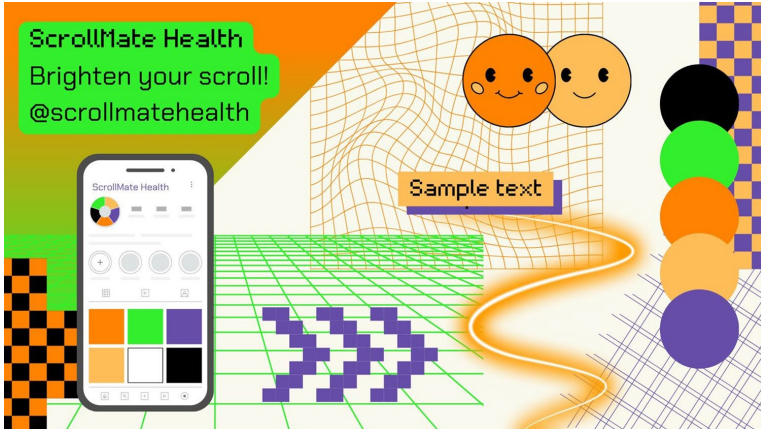 ScrollMate Health
Brighten your scroll!
@scrollmatehealth
ScrollMate Health
Sample text